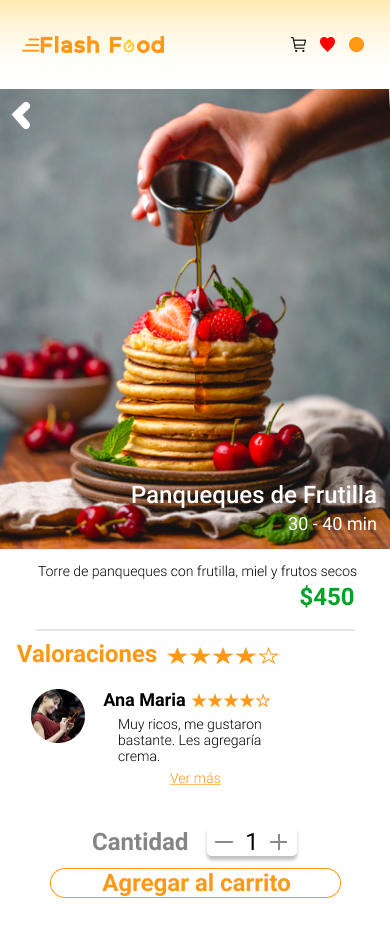 Flash Food
Panqueques de Frutilla
30 - 40 min
Torre de panqueques con frutilla, miel y frutos secos
$450
Valoraciones
Ana Maria
Muy ricos, me gustaron
bastante. Les agregaría
crema.
Ver más
Cantidad 1
Agregar al carrito